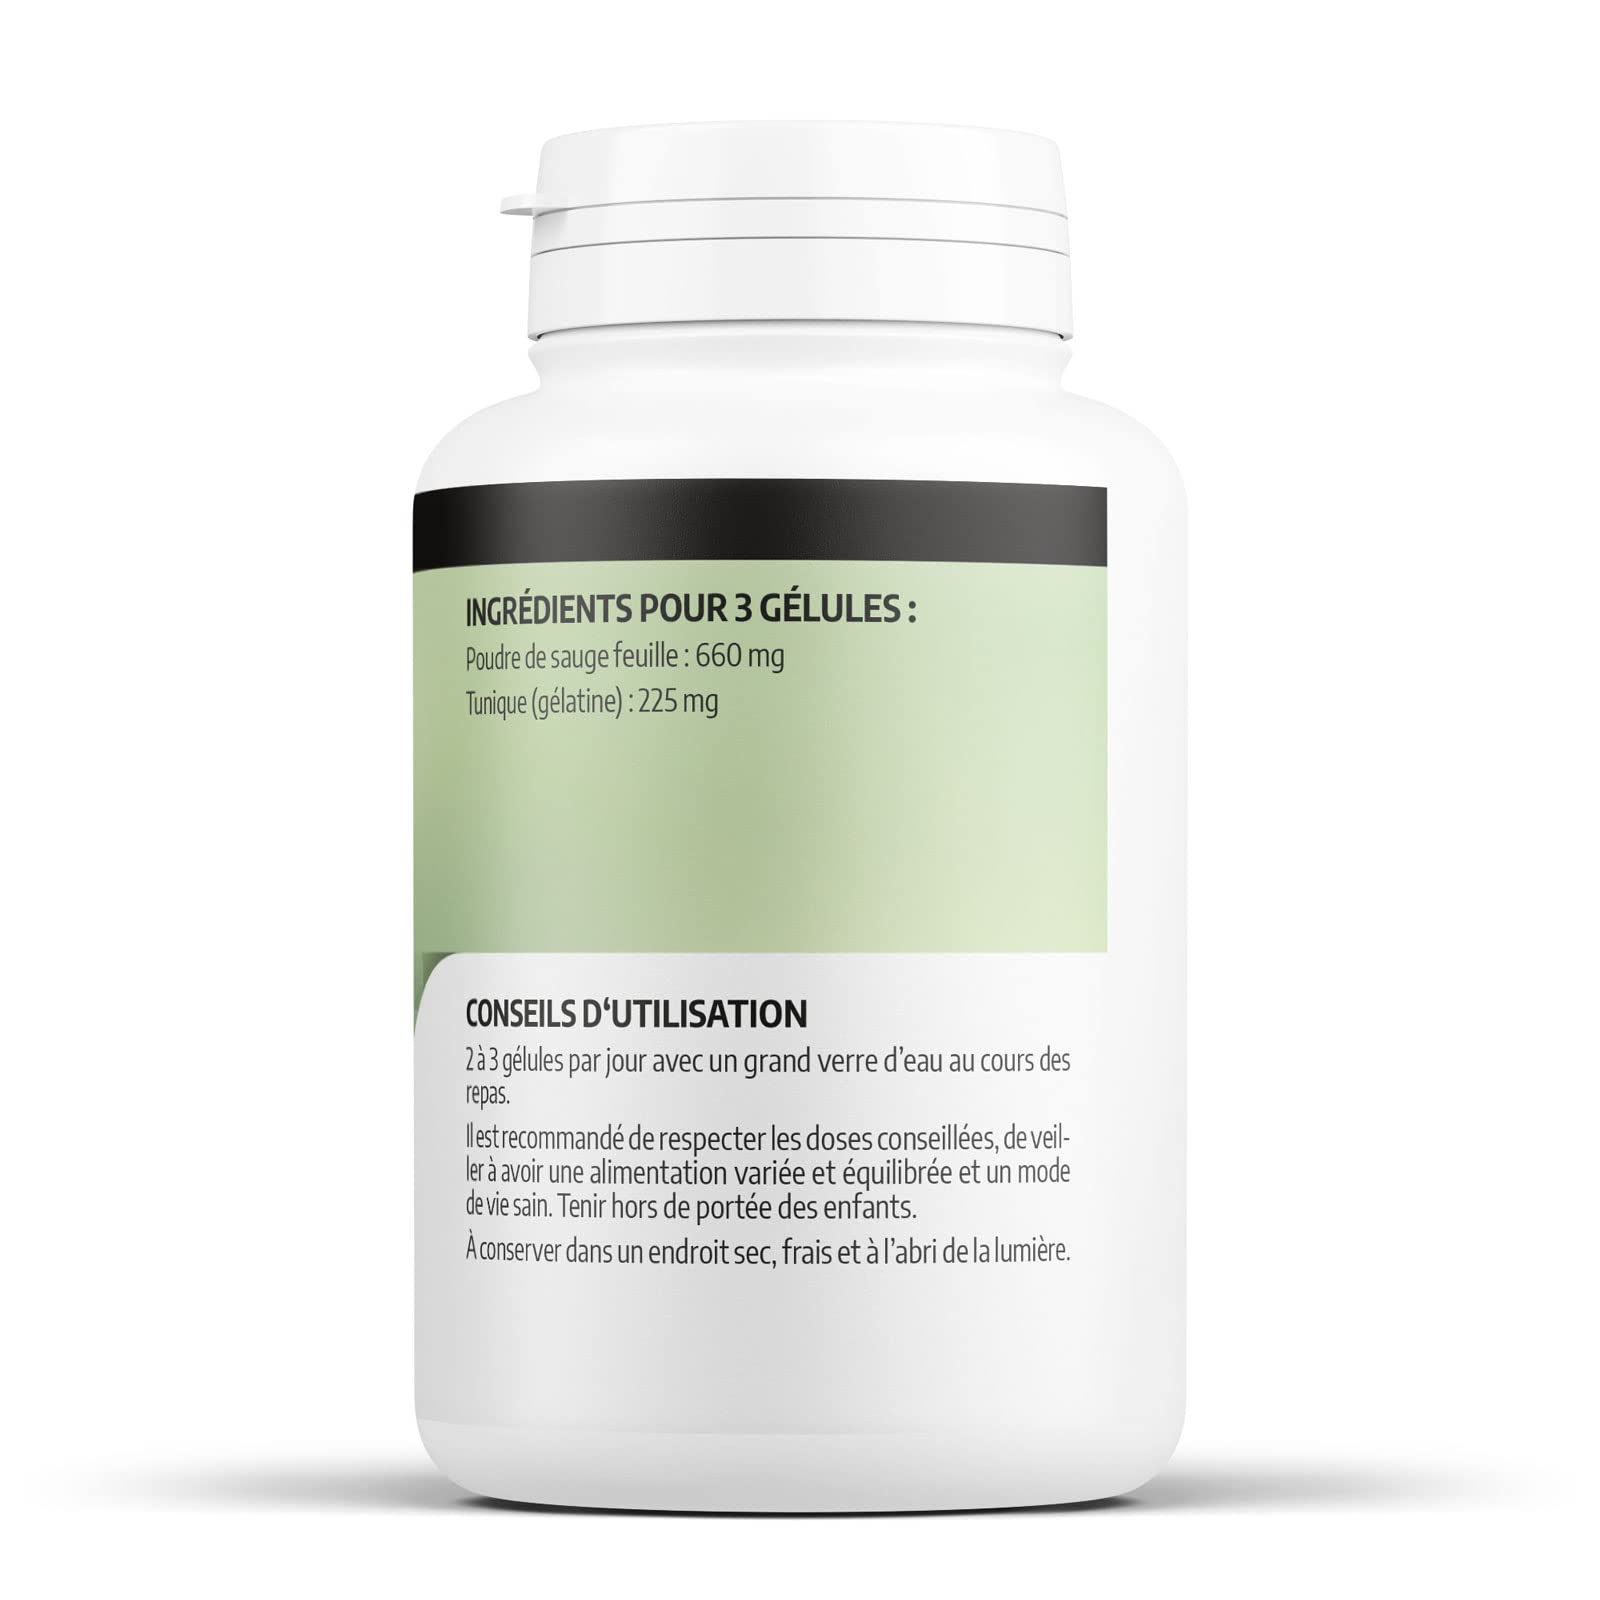 INGRÉDIENTS POUR 3 GÉLULES :
Poudre de sauge feuille : 660 mg
Tunique (gélatine) : 225 mg
CONSEILS D‘UTILISATION
2 à 3 gélules par jour avec un grand verre d’eau au cours des
repas.
Il est recommandé de respecter les doses conseillées, de veil-
ler à avoir une alimentation variée et équilibrée et un mode
de vie sain. Tenir hors de portée des enfants.
À conserver dans un endroit sec, frais et à l’abri de la lumière.